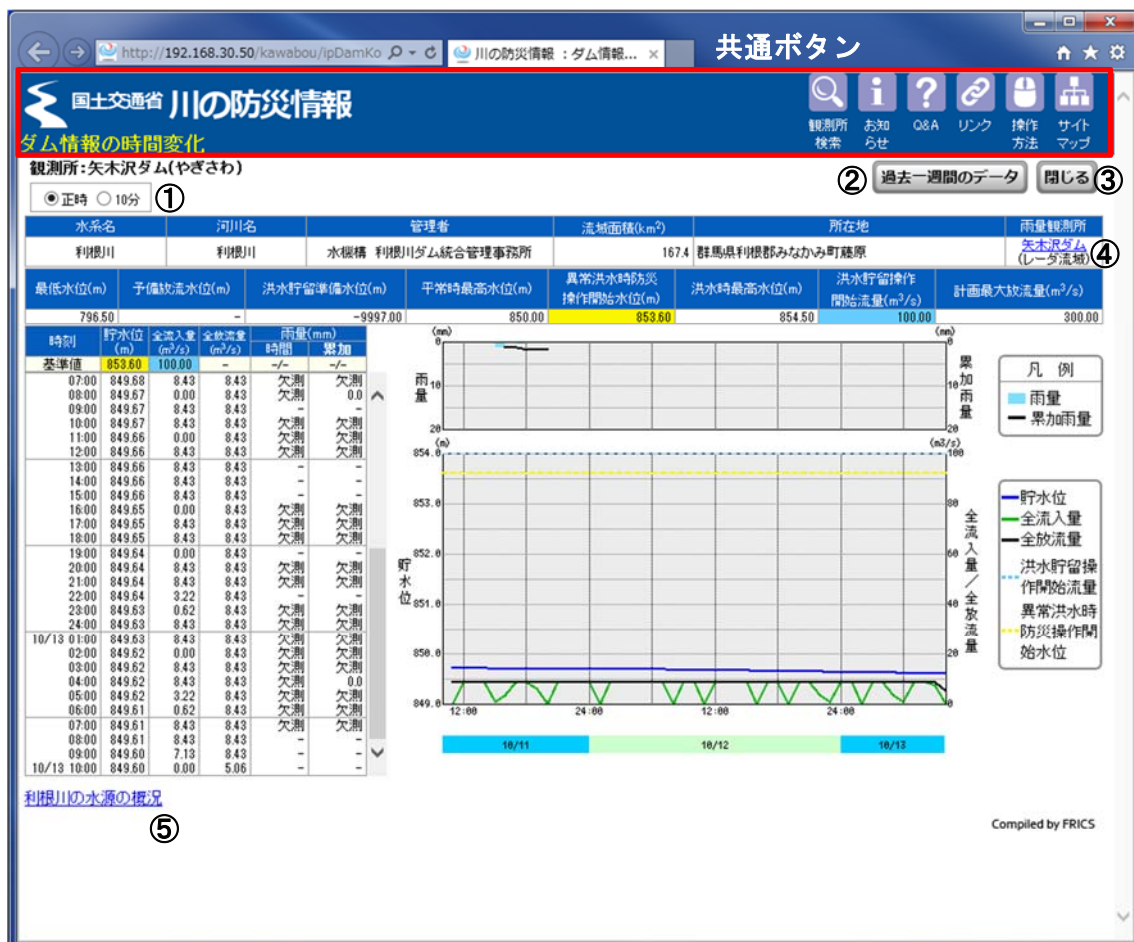 http://192.168.30.50/kawabou/ipDamKo
川の防災情報 ：ダム情報...
共通ボタン
国土交通省 川の防災情報
観測所検索 お知らせ Q&A リンク 操作方法 サイトマップ
ダム情報の時間変化
観測所:矢木沢ダム(やぎさわ)
② 過去一週間のデータ 閉じる ③
正時 10分 ①
水系名 河川名 管理者 流域面積(km²) 所在地 雨量観測所
利根川 利根川 水機構 利根川ダム統合管理事務所 167.4 群馬県利根郡みなかみ町藤原 矢木沢ダム (レーダ流域) ④
最低水位(m) 予備放流水位(m) 洪水貯留準備水位(m) 平常時最高水位(m) 異常洪水時防災操作開始水位(m) 洪水時最高水位(m) 洪水貯留操作開始流量(m³/s) 計画最大放流量(m³/s)
796.50 - -9997.00 850.00 853.60 854.50 100.00 300.00
時刻 貯水位(m) 全流入量(m³/s) 全放流量(m³/s) 雨量(mm) 時間 累加
基準値 853.60 100.00 - -/- -/-
07:00 849.68 8.43 8.43 欠測 欠測
08:00 849.67 0.00 8.43 欠測 0.0
09:00 849.67 8.43 8.43 - -
10:00 849.67 8.43 8.43 欠測 欠測
11:00 849.66 0.00 8.43 欠測 欠測
12:00 849.66 8.43 8.43 欠測 欠測
13:00 849.66 8.43 8.43 - -
14:00 849.66 8.43 8.43 - -
15:00 849.66 8.43 8.43 - -
16:00 849.65 0.00 8.43 欠測 欠測
17:00 849.65 8.43 8.43 欠測 欠測
18:00 849.65 8.43 8.43 欠測 欠測
19:00 849.64 0.00 8.43 - -
20:00 849.64 8.43 8.43 欠測 欠測
21:00 849.64 8.43 8.43 欠測 欠測
22:00 849.64 3.22 8.43 - -
23:00 849.63 0.62 8.43 欠測 欠測
24:00 849.63 8.43 8.43 欠測 欠測
10/13 01:00 849.63 8.43 8.43 欠測 欠測
02:00 849.62 0.00 8.43 欠測 欠測
03:00 849.62 8.43 8.43 欠測 欠測
04:00 849.62 8.43 8.43 欠測 0.0
05:00 849.62 3.22 8.43 欠測 欠測
06:00 849.61 0.62 8.43 欠測 欠測
07:00 849.61 8.43 8.43 欠測 欠測
08:00 849.61 8.43 8.43 - -
09:00 849.60 7.13 8.43 - -
10/13 10:00 849.60 0.00 5.06 - -
(mm) (mm)
0 0
雨量 10 10 累加雨量
20 20
(m) (m3/s)
854.0 100
853.0 80
852.0 60
851.0 40
850.0 20
849.0 0
貯水位
全流入量／全放流量
12:00 24:00 12:00 24:00
10/11 10/12 10/13
凡 例
雨量
累加雨量
貯水位
全流入量
全放流量
洪水貯留操
作開始流量
異常洪水時
防災操作開
始水位
利根川の水源の概況
⑤
Compiled by FRICS